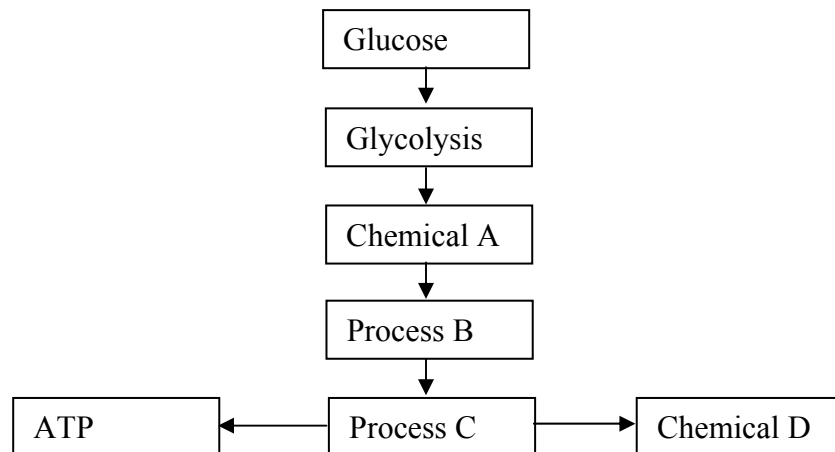 Glucose
Glycolysis
Chemical A
Process B
ATP
Process C
Chemical D